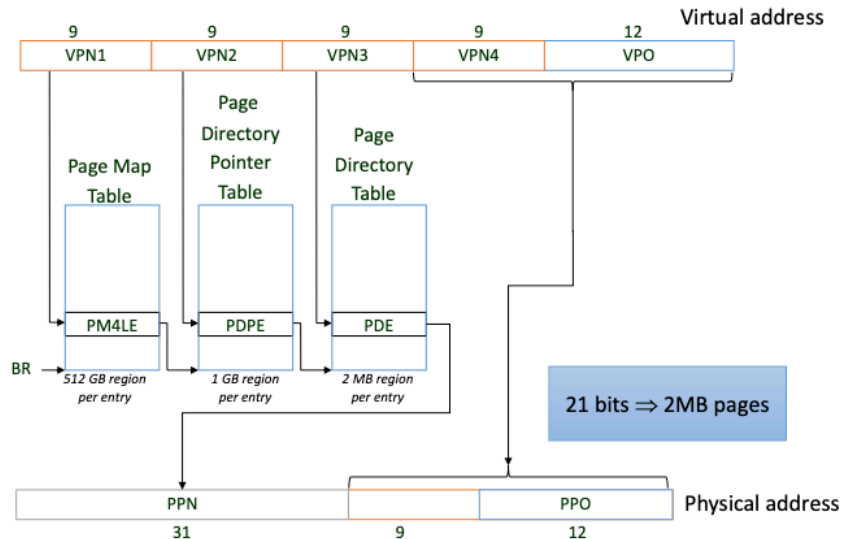 Virtual address
9 9 9 9 12
VPN1 VPN2 VPN3 VPN4 VPO
Page Map
Table
Page
Directory
Pointer
Table
Page
Directory
Table
PM4LE PDPE PDE
BR
512 GB region
per entry
1 GB region
per entry
2 MB region
per entry
21 bits ⇒ 2MB pages
PPN PPO Physical address
31 9 12